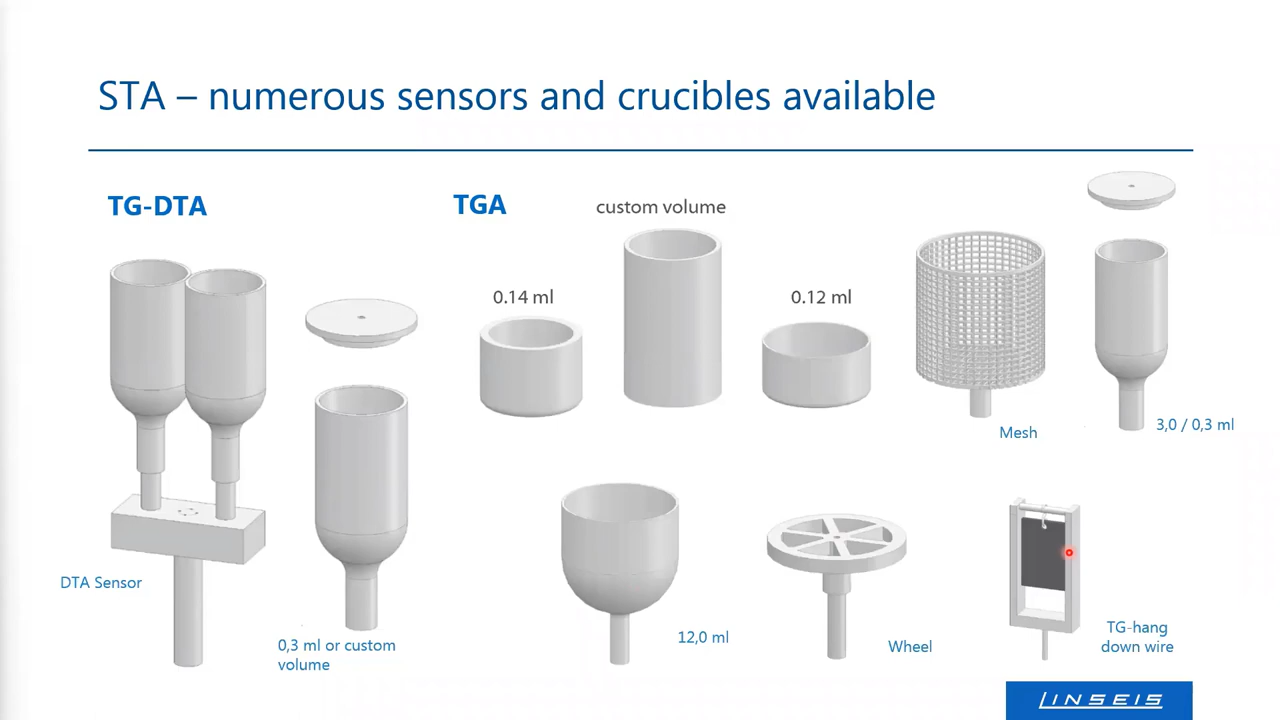 STA – numerous sensors and crucibles available
TG-DTA
TGA
custom volume
0.14 ml
0.12 ml
Mesh
3,0 / 0,3 ml
DTA Sensor
0,3 ml or custom
volume
12,0 ml
Wheel
TG-hang
down wire
LINSEIS